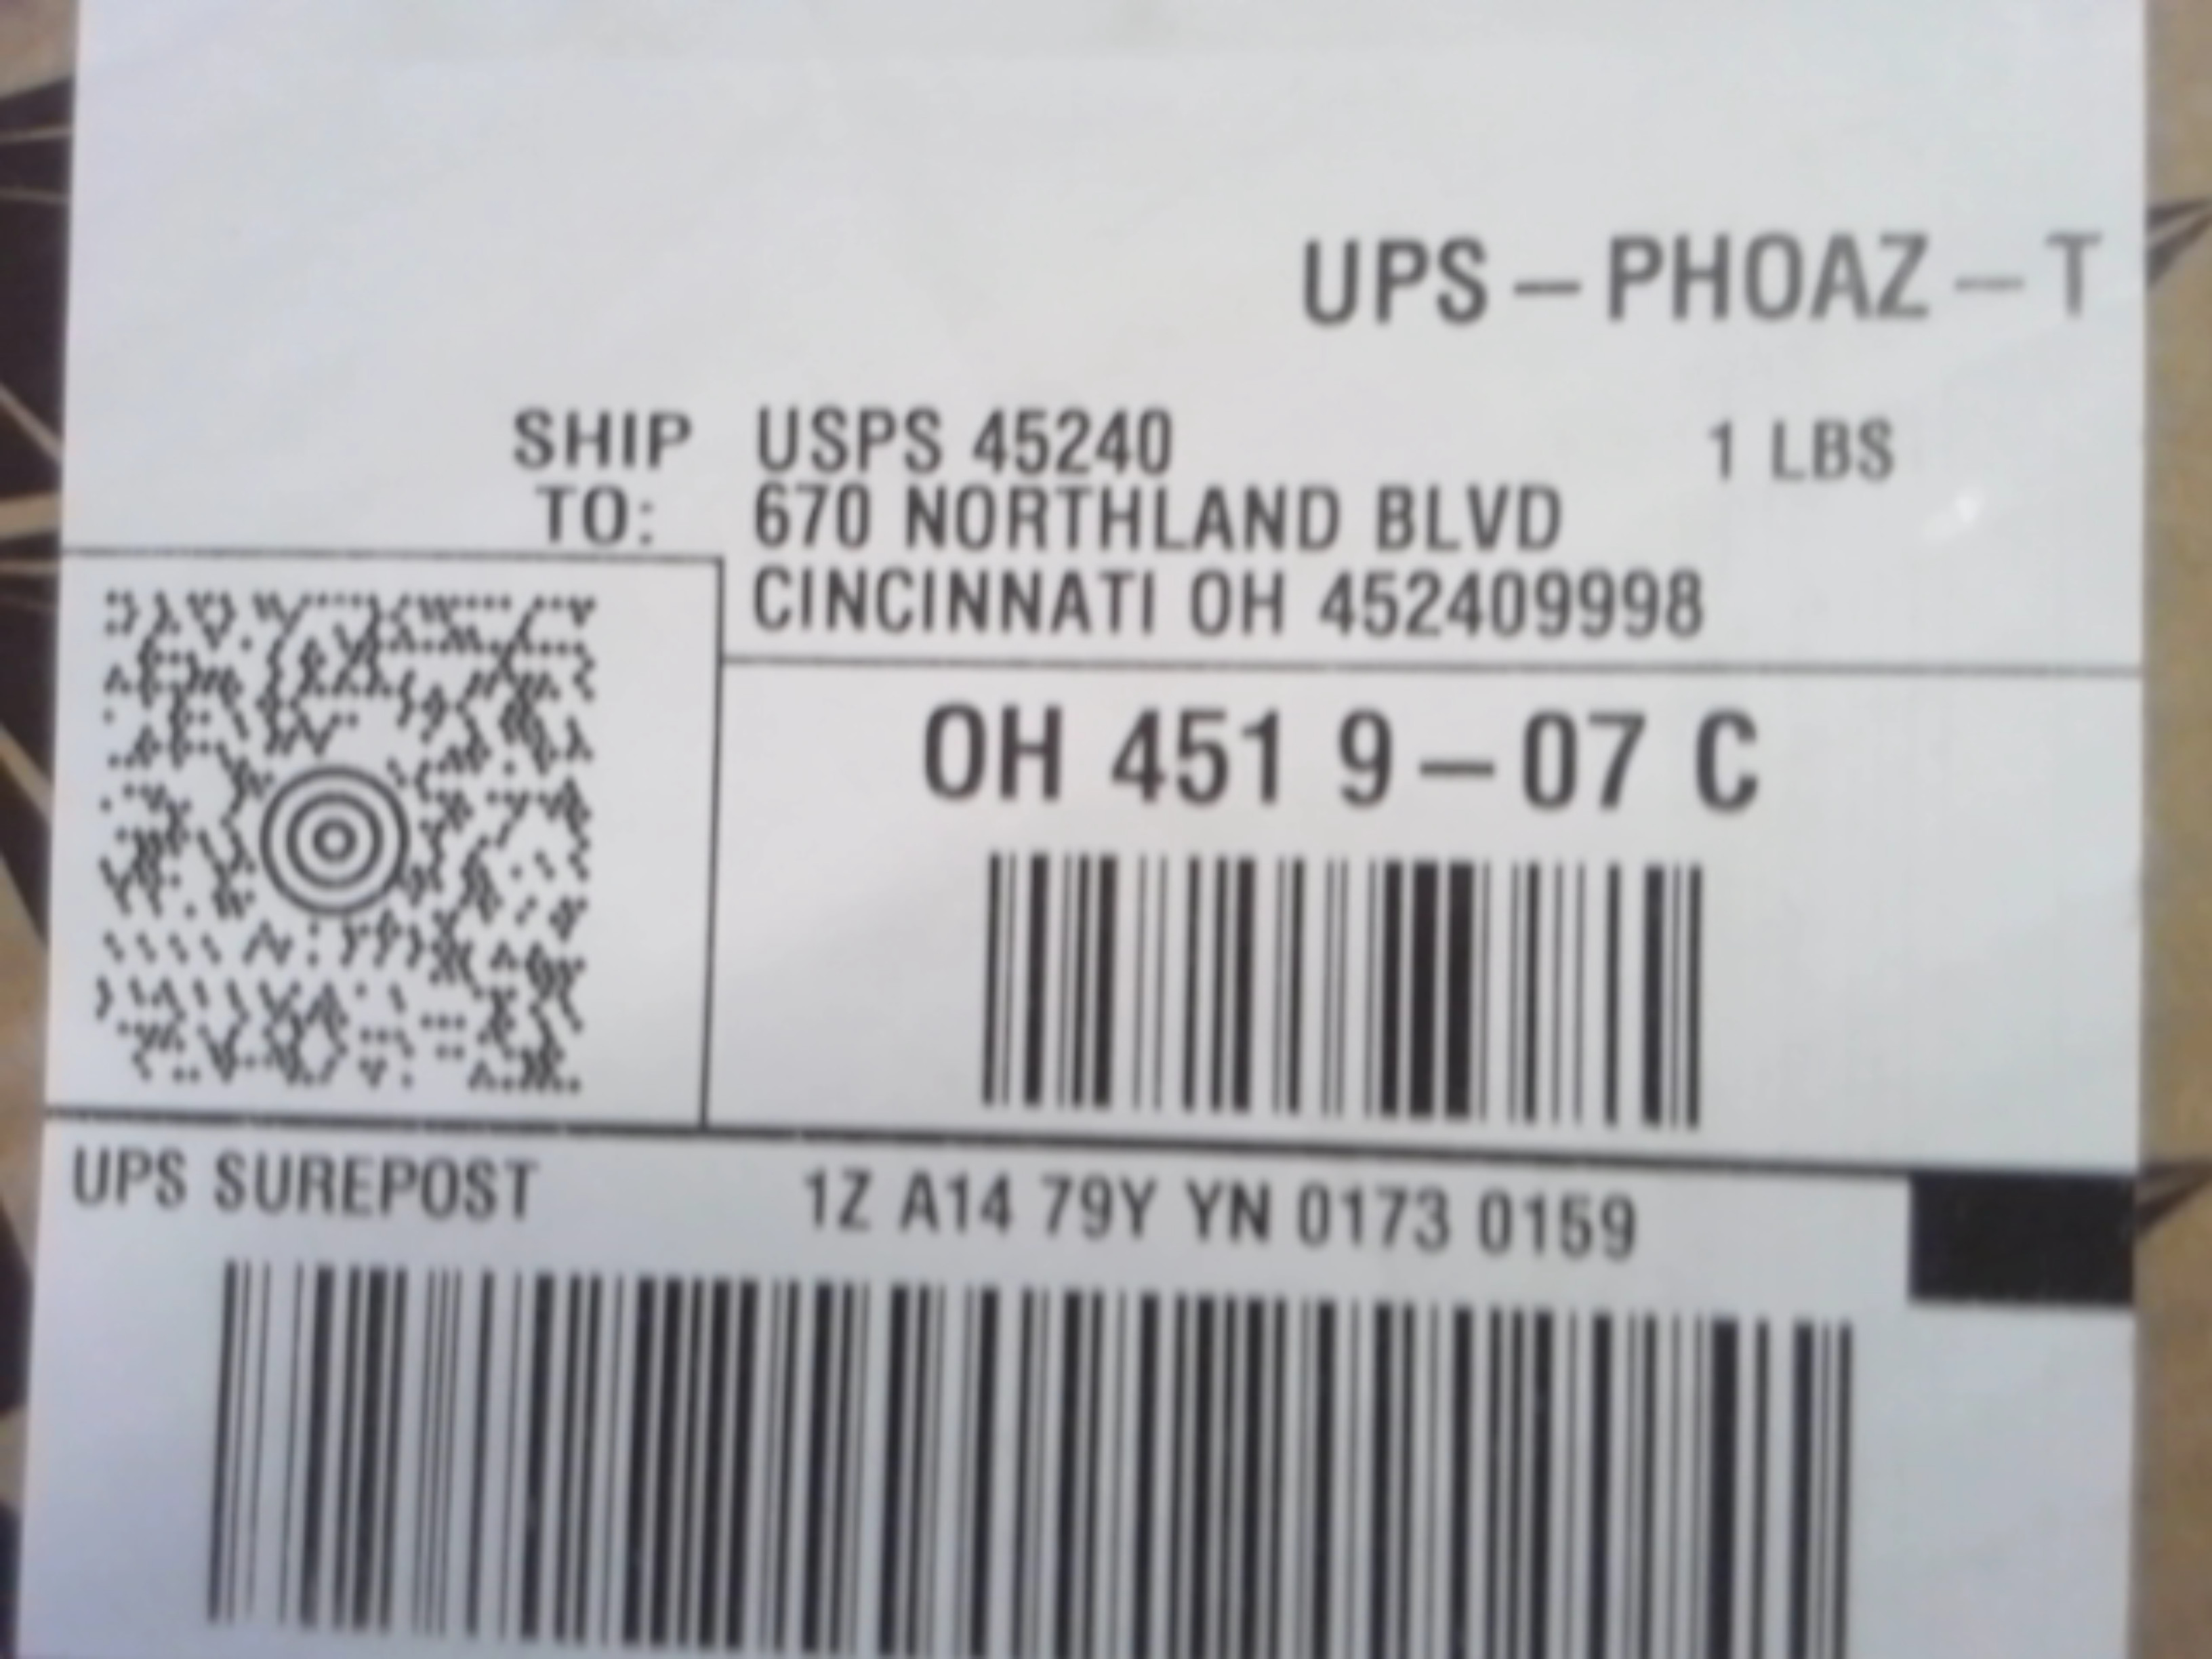 UPS - PHOAZ - T
SHIP TO: USPS 45240 1 LBS
670 NORTHLAND BLVD
CINCINNATI OH 452409998
OH 451 9-07 C
UPS SUREPOST 1Z A14 79Y YN 0173 0159